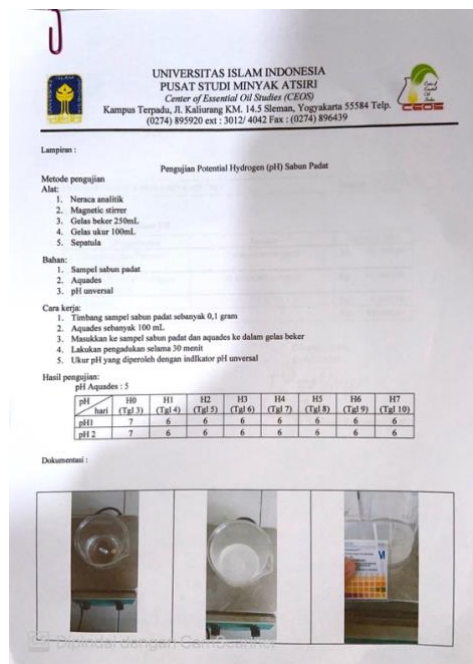 UNIVERSITAS ISLAM INDONESIA
PUSAT STUDI MINYAK ATSIRI
Center of Essential Oil Studies (CEOS)
Kampus Terpadu, Jl. Kaliurang KM. 14.5 Sleman, Yogyakarta 55584 Telp.
(0274) 895920 ext : 3012/ 4042 Fax : (0274) 896439
CEOS
Lampiran :
Pengujian Potential Hydrogen (pH) Sabun Padat
Metode pengujian
Alat:
1. Neraca analitik
2. Magnetic stirrer
3. Gelas beker 250mL
4. Gelas ukur 100mL
5. Sepatula
Bahan:
1. Sampel sabun padat
2. Aquades
3. pH unversal
Cara kerja:
1. Timbang sampel sabun padat sebanyak 0,1 gram
2. Aquades sebanyak 100 mL
3. Masukkan ke sampel sabun padat dan aquades ke dalam gelas beker
4. Lakukan pengadukan selama 30 menit
5. Ukur pH yang diperoleh dengan indIkator pH unversal
Hasil pengujian:
pH Aquades : 5
pH H0 H1 H2 H3 H4 H5 H6 H7
hari (Tgl 3) (Tgl 4) (Tgl 5) (Tgl 6) (Tgl 7) (Tgl 8) (Tgl 9) (Tgl 10)
pH1 7 6 6 6 6 6 6 6
pH 2 7 6 6 6 6 6 6 6
Dokumentasi :
Dipindai dengan CamScanner